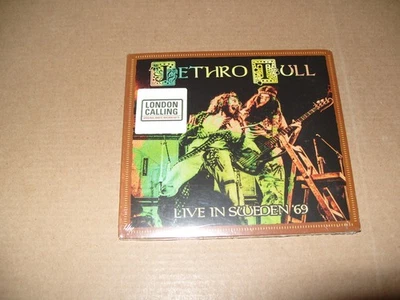 JETHRO TULL
LONDON
CALLING
LIVE IN SWEDEN '69